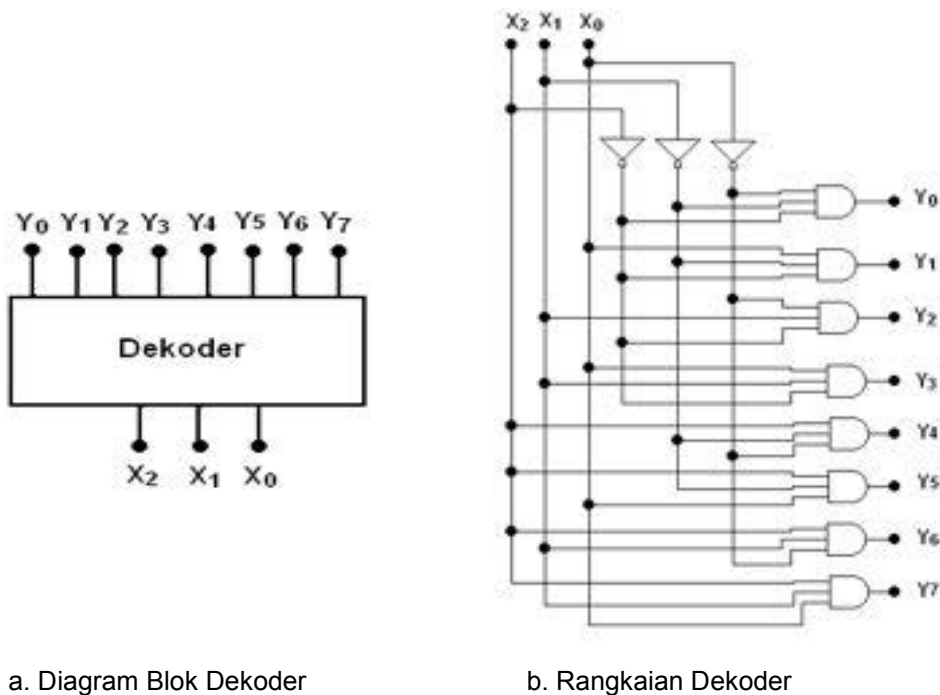 X₂ X₁ X₀
Y₀ Y₁ Y₂ Y₃ Y₄ Y₅ Y₆ Y₇
Dekoder
X₂ X₁ X₀
Y₀
Y₁
Y₂
Y₃
Y₄
Y₅
Y₆
Y₇
a. Diagram Blok Dekoder
b. Rangkaian Dekoder